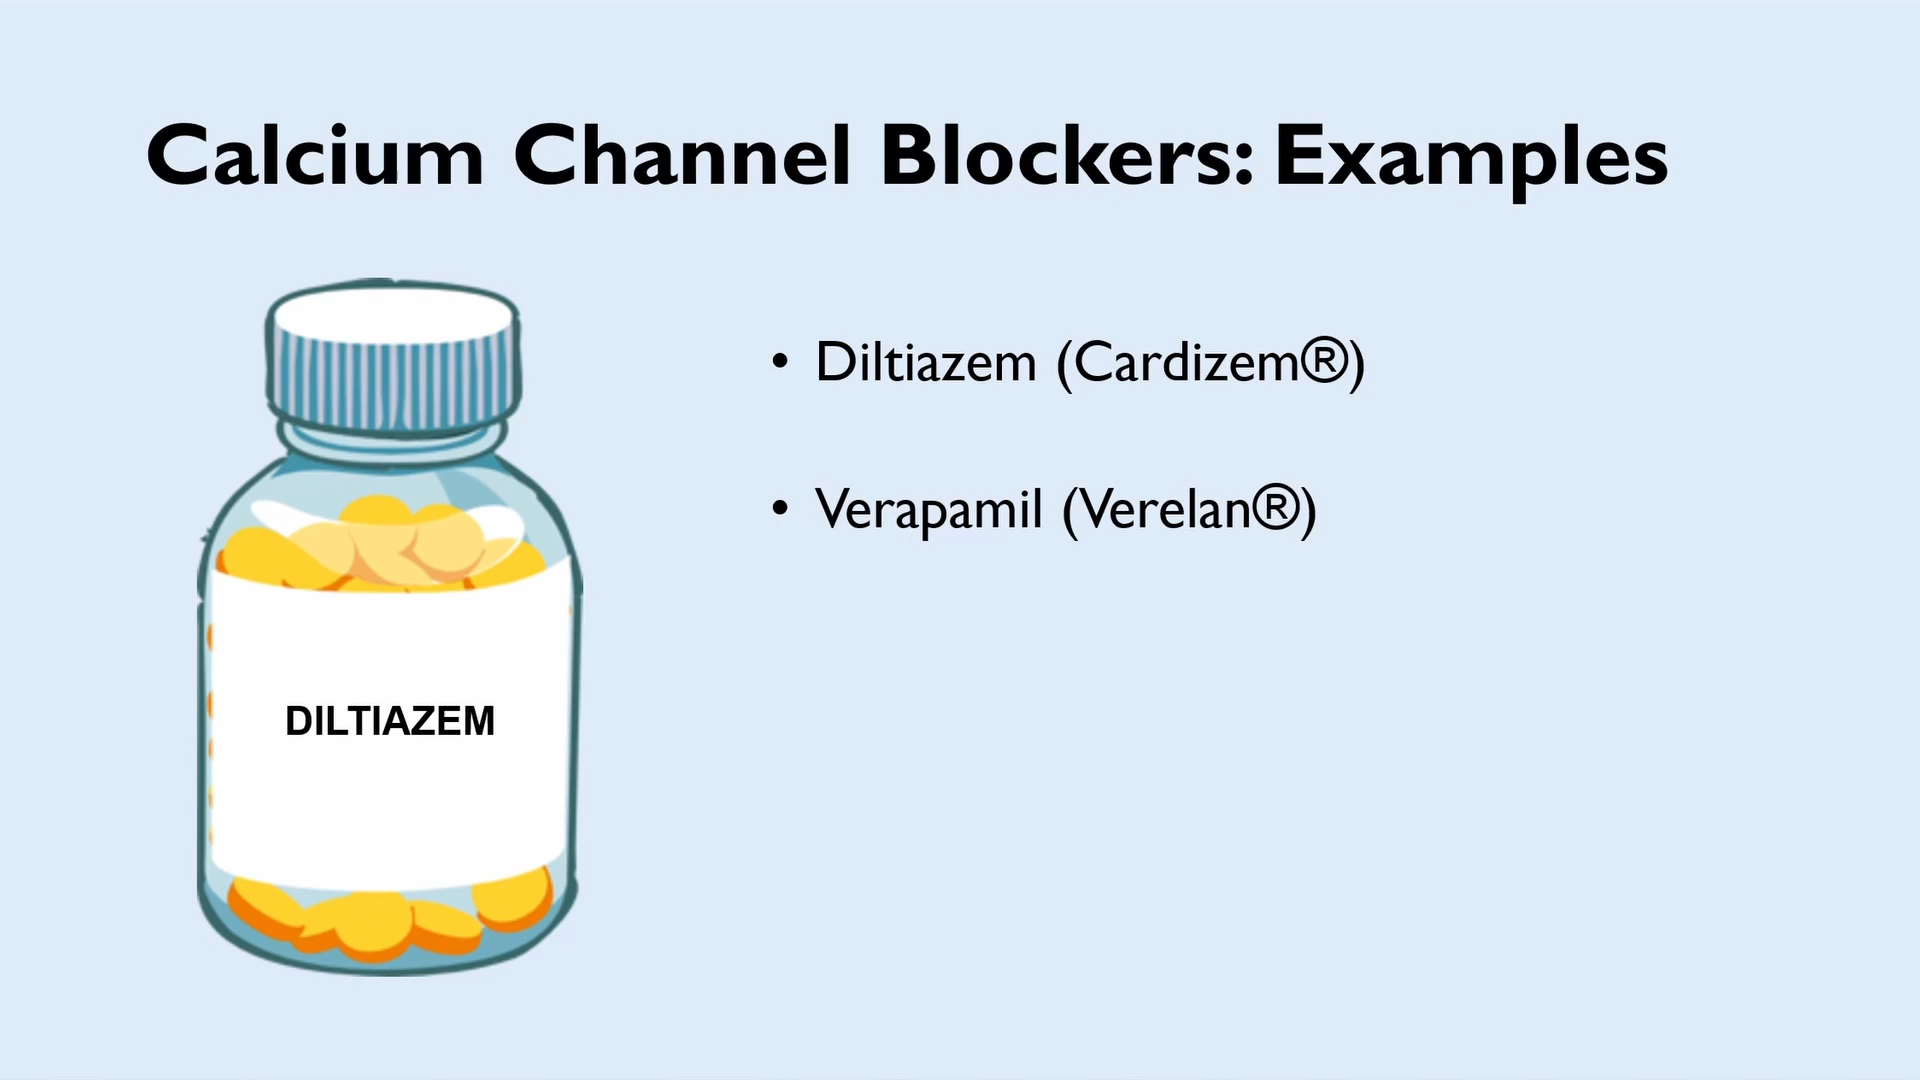 Calcium Channel Blockers: Examples
• Diltiazem (Cardizem®)
• Verapamil (Verelan®)
DILTIAZEM